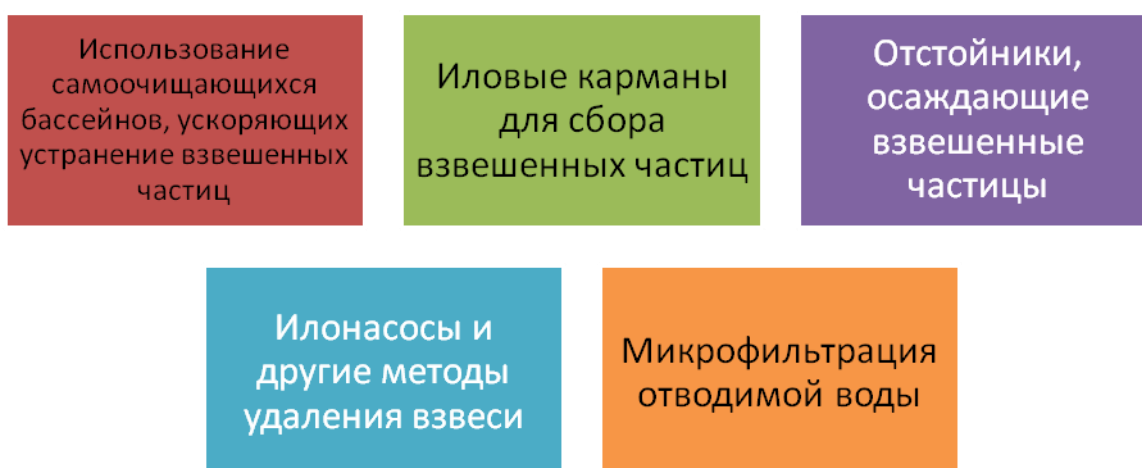 Использование
самоочищающихся
бассейнов, ускоряющих
устранение взвешенных
частиц
Иловые карманы
для сбора
взвешенных частиц
Отстойники,
осаждающие
взвешенные
частицы
Илонасосы и
другие методы
удаления взвеси
Микрофильтрация
отводимой воды